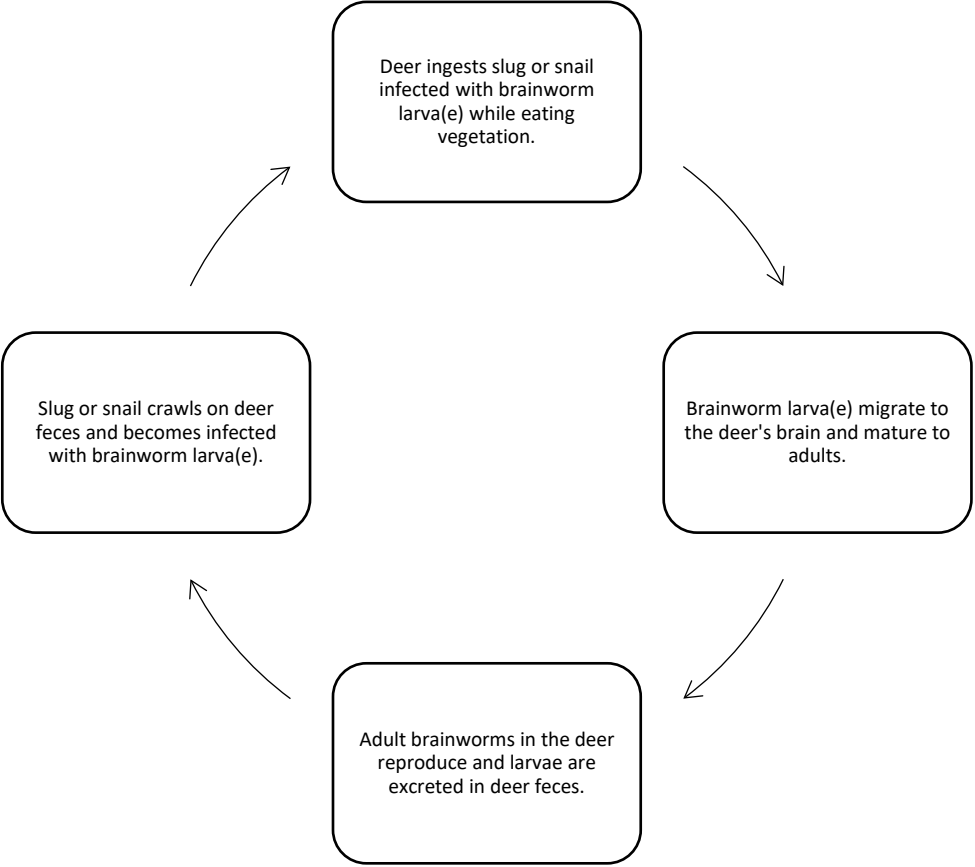 Deer ingests slug or snail
infected with brainworm
larva(e) while eating
vegetation.
Brainworm larva(e) migrate to
the deer's brain and mature to
adults.
Adult brainworms in the deer
reproduce and larvae are
excreted in deer feces.
Slug or snail crawls on deer
feces and becomes infected
with brainworm larva(e).